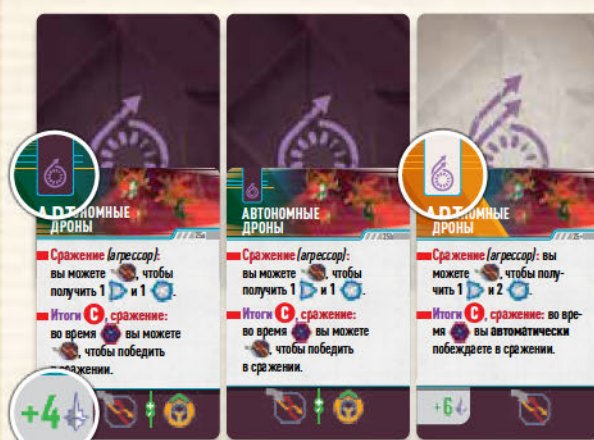 АВТОНОМНЫЕ
ДРОНЫ
Сражение (агрессор):
вы можете , чтобы
получить 1 и 1 .
Итоги С, сражение:
во время вы можете
, чтобы победить
в сражении.
+4
АВТОНОМНЫЕ
ДРОНЫ
25b
Сражение (агрессор):
вы можете , чтобы
получить 1 и 1 .
Итоги С, сражение:
во время вы можете
, чтобы победить
в сражении.
АВТОНОМНЫЕ
ДРОНЫ
Сражение (агрессор): вы
можете , чтобы полу-
чить 1 и 2 .
Итоги С, сражение: во вре-
мя вы автоматически
побеждаете в сражении.
+6